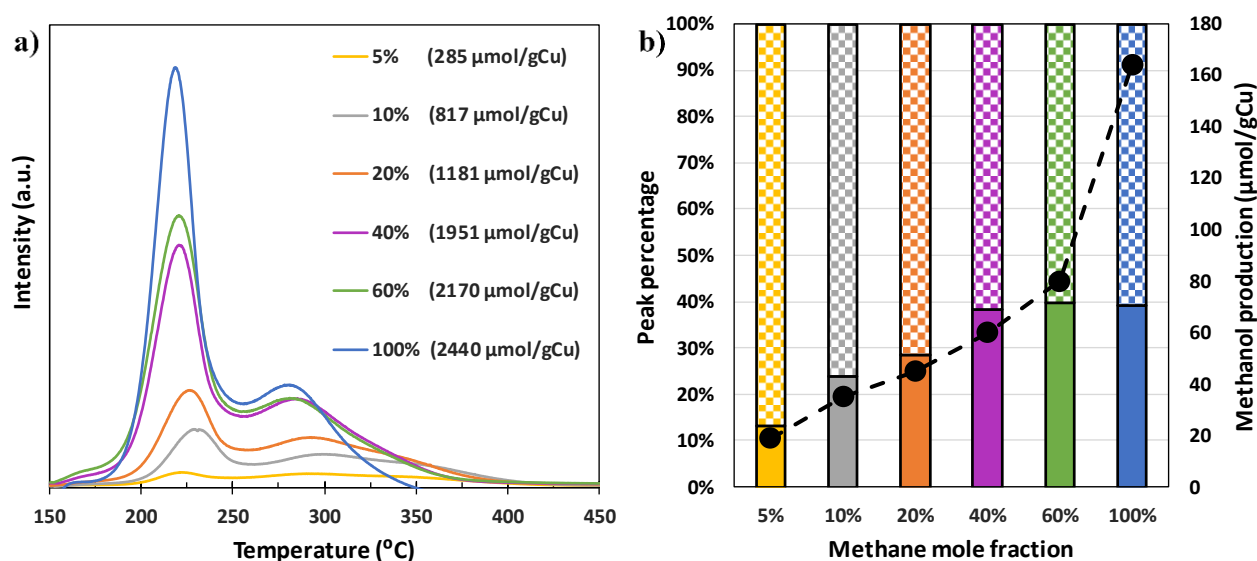 a)
5% (285 µmol/gCu)
10% (817 µmol/gCu)
20% (1181 µmol/gCu)
40% (1951 µmol/gCu)
60% (2170 µmol/gCu)
100% (2440 µmol/gCu)
Intensity (a.u.)
150 200 250 300 350 400 450
Temperature (⁰C)
b)
100%
90%
80%
70%
60%
50%
40%
30%
20%
10%
0%
Peak percentage
180
160
140
120
100
80
60
40
20
0
Methanol production (µmol/gCu)
5% 10% 20% 40% 60% 100%
Methane mole fraction